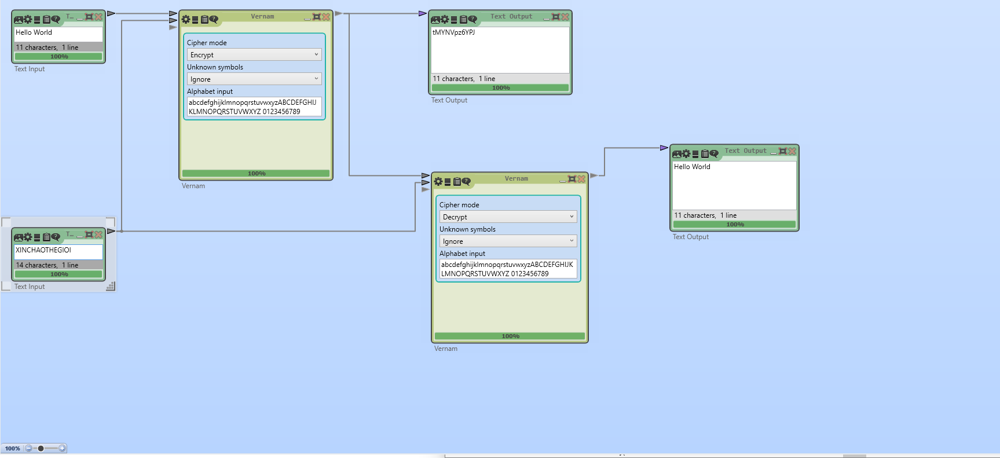 T...
Hello World
11 characters,  1 line
100%
Text Input
Vernam
Cipher mode
Encrypt
Unknown symbols
Ignore
Alphabet input
abcdefghijklmnopqrstuvwxyzABCDEFGHIJ
KLMNOPQRSTUVWXYZ 0123456789
100%
Vernam
Text Output
tMYNVpz6YPJ
11 characters,  1 line
100%
Text Output
Text Output
Hello World
11 characters,  1 line
100%
Text Output
Vernam
Cipher mode
Decrypt
Unknown symbols
Ignore
Alphabet input
abcdefghijklmnopqrstuvwxyzABCDEFGHIJK
LMNOPQRSTUVWXYZ 0123456789
100%
Vernam
T...
XINCHAOTHEGIOI
14 characters,  1 line
100%
Text Input
100%